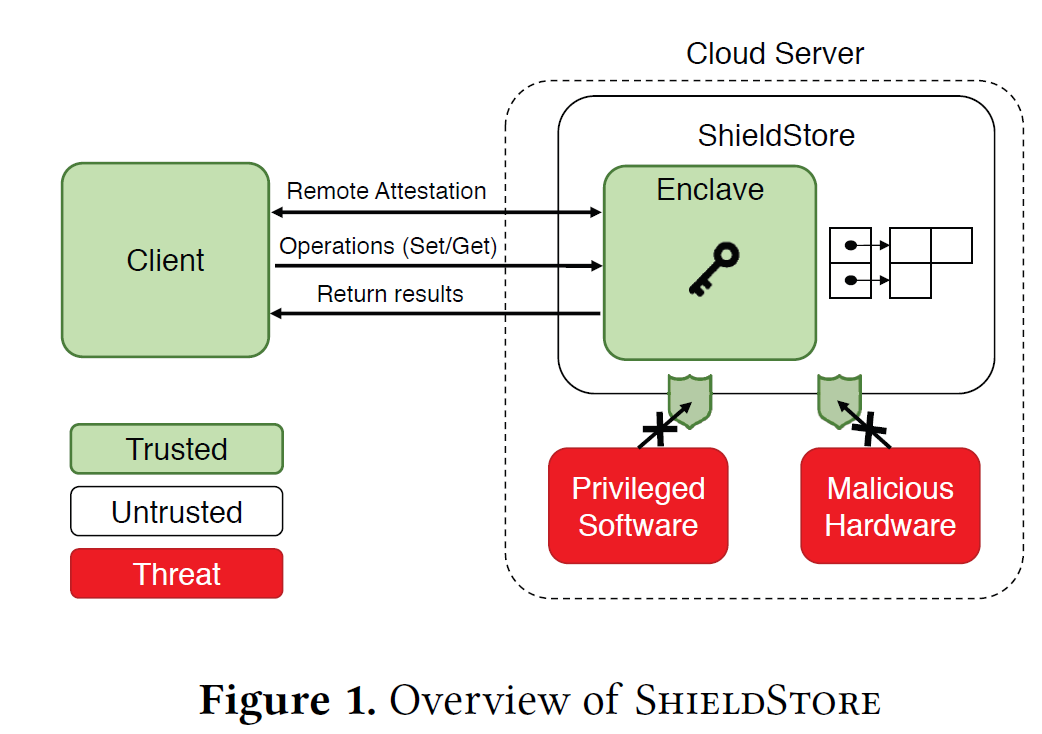 Cloud Server
ShieldStore
Client
Remote Attestation
Operations (Set/Get)
Return results
Enclave
Trusted
Untrusted
Threat
Privileged
Software
Malicious
Hardware
Figure 1. Overview of SHIELDSTORE